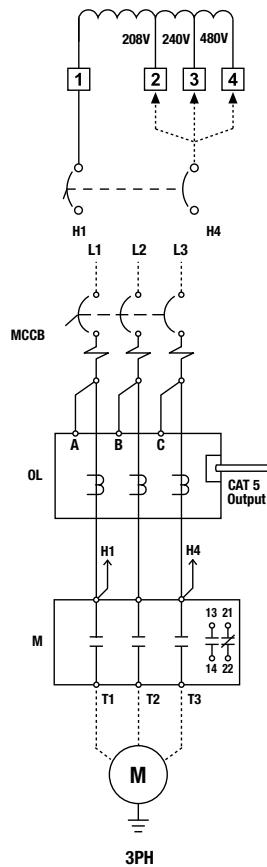 208V 240V 480V
1 2 3 4
H1 H4
L1 L2 L3
MCCB
A B C
OL
CAT 5
Output
H1 H4
13 21
M
14 22
T1 T2 T3
M
3PH